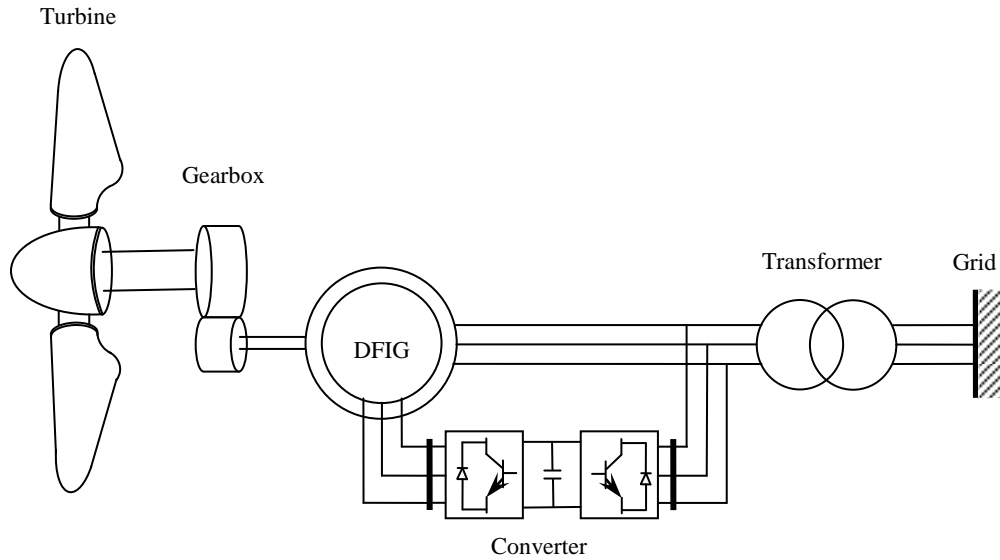 Turbine
Gearbox
Transformer
Grid
DFIG
Converter